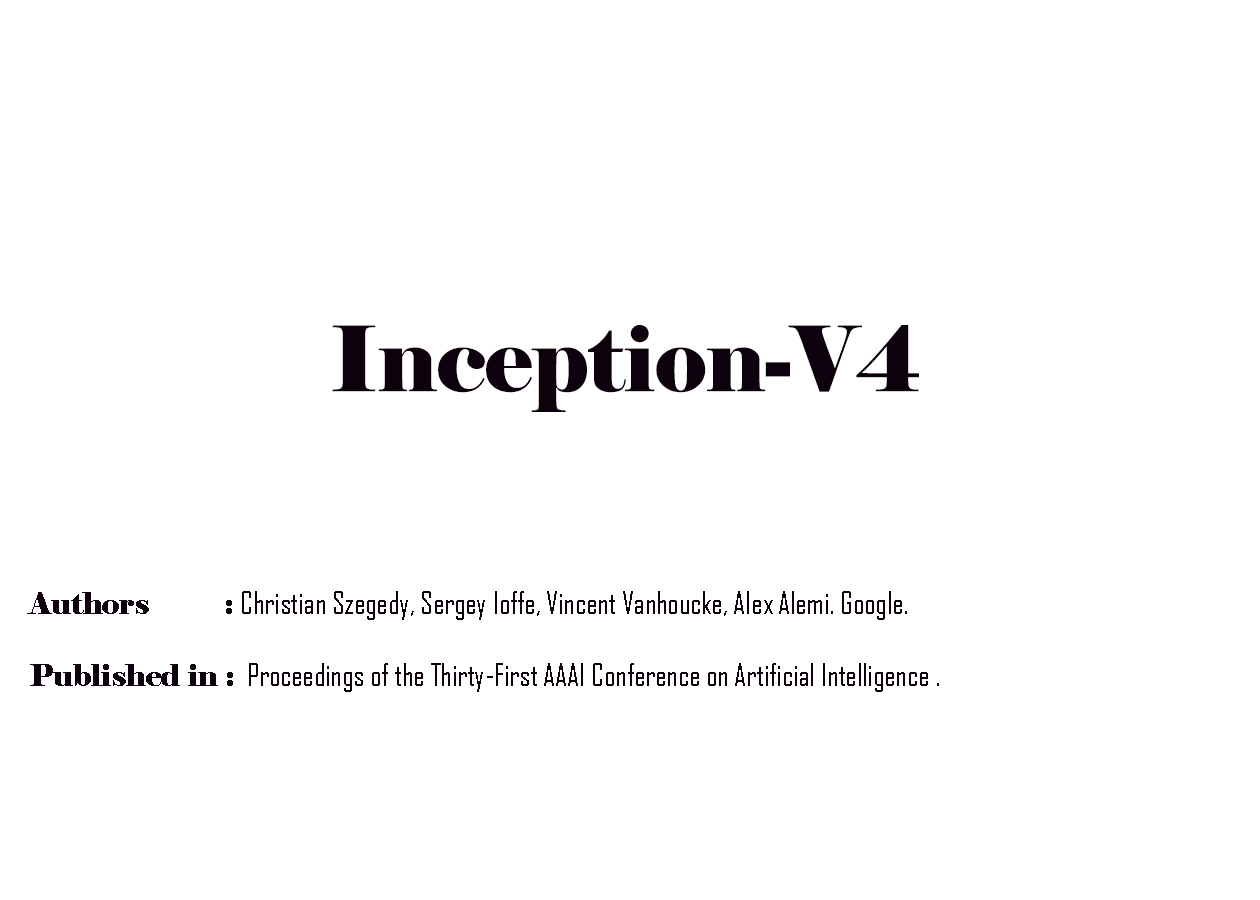 Inception-V4
Authors : Christian Szegedy, Sergey Ioffe, Vincent Vanhoucke, Alex Alemi. Google.
Published in : Proceedings of the Thirty-First AAAI Conference on Artificial Intelligence .